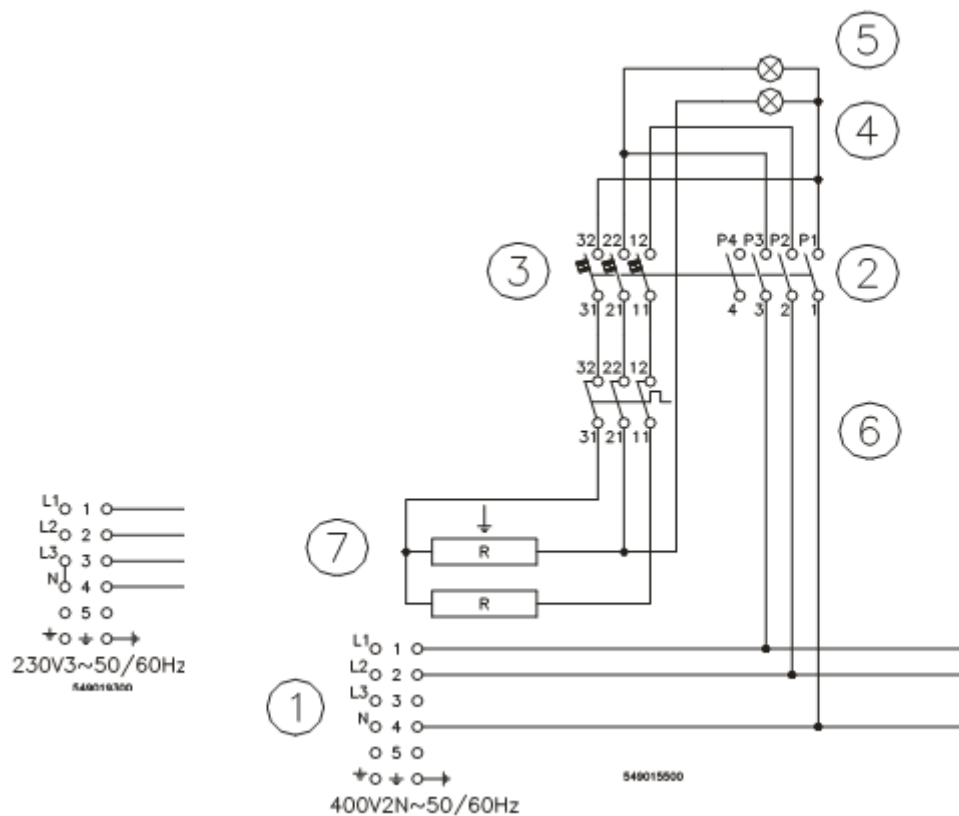 5
4
32 22 12
P4 P3 P2 P1
3
2
31 21 11
4 3 2 1
32 22 12
31 21 11
6
7
R
R
L1 1
L2 2
L3 3
N 4
5
230V3~50/60Hz
549019300
1
L1 1
L2 2
L3 3
N 4
5
400V2N~50/60Hz
549015500